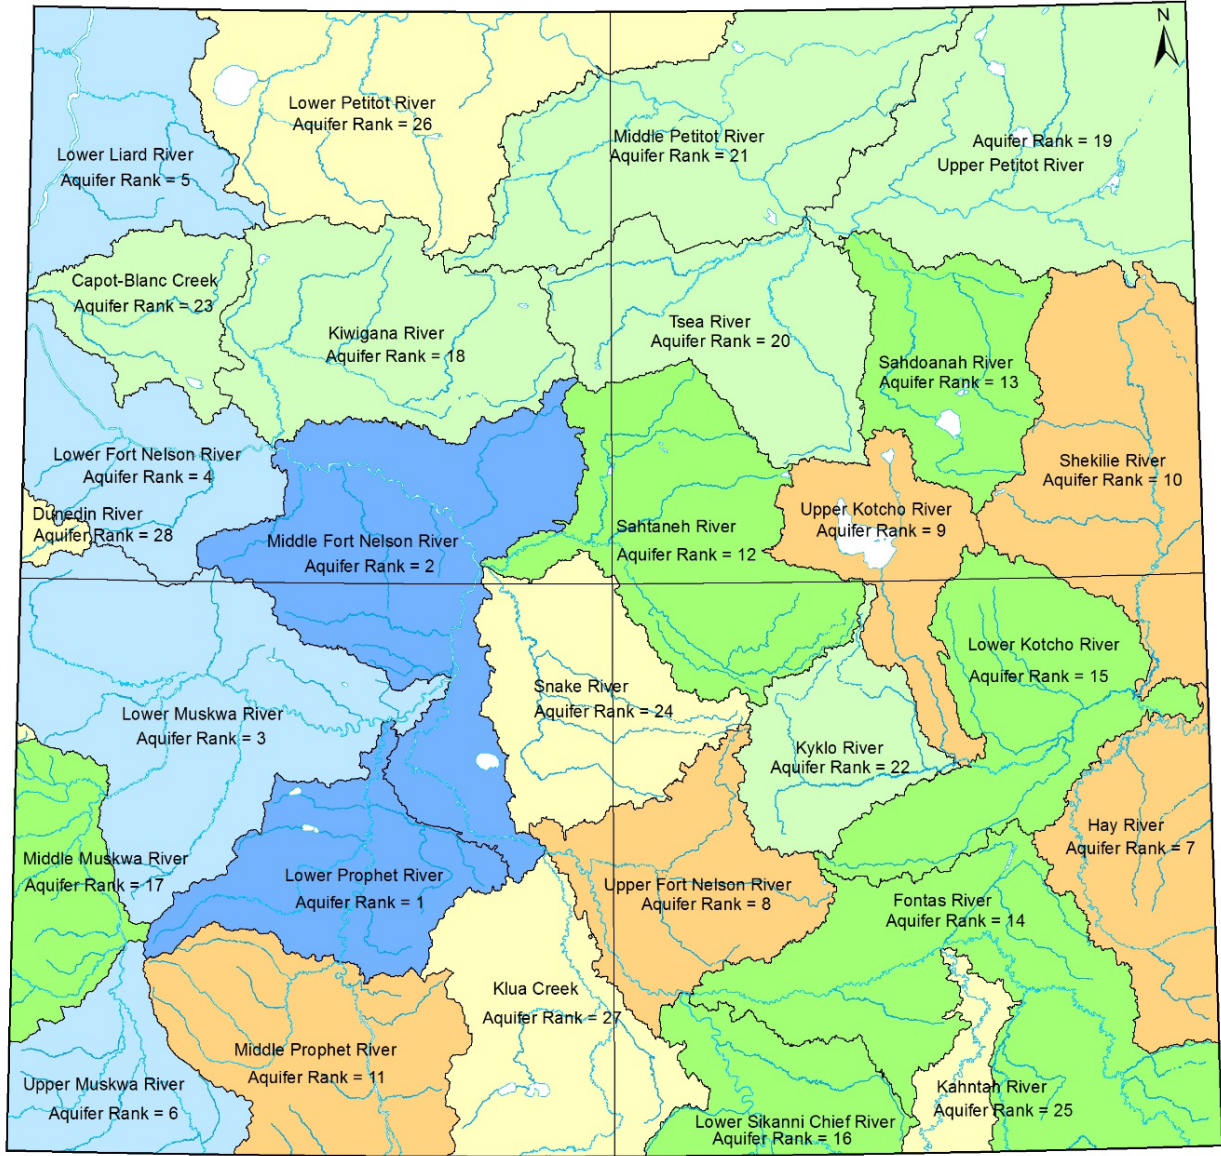 N
Lower Petitot River
Aquifer Rank = 26
Middle Petitot River
Aquifer Rank = 21
Aquifer Rank = 19
Upper Petitot River
Lower Liard River
Aquifer Rank = 5
Capot-Blanc Creek
Aquifer Rank = 23
Kiwigana River
Aquifer Rank = 18
Tsea River
Aquifer Rank = 20
Sahdoanah River
Aquifer Rank = 13
Lower Fort Nelson River
Aquifer Rank = 4
Shekilie River
Aquifer Rank = 10
Dunedin River
Aquifer Rank = 28
Middle Fort Nelson River
Aquifer Rank = 2
Sahtaneh River
Aquifer Rank = 12
Upper Kotcho River
Aquifer Rank = 9
Lower Kotcho River
Aquifer Rank = 15
Lower Muskwa River
Aquifer Rank = 3
Snake River
Aquifer Rank = 24
Kyklo River
Aquifer Rank = 22
Hay River
Aquifer Rank = 7
Middle Muskwa River
Aquifer Rank = 17
Lower Prophet River
Aquifer Rank = 1
Upper Fort Nelson River
Aquifer Rank = 8
Fontas River
Aquifer Rank = 14
Klua Creek
Aquifer Rank = 27
Middle Prophet River
Aquifer Rank = 11
Upper Muskwa River
Aquifer Rank = 6
Kahntah River
Aquifer Rank = 25
Lower Sikanni Chief River
Aquifer Rank = 16